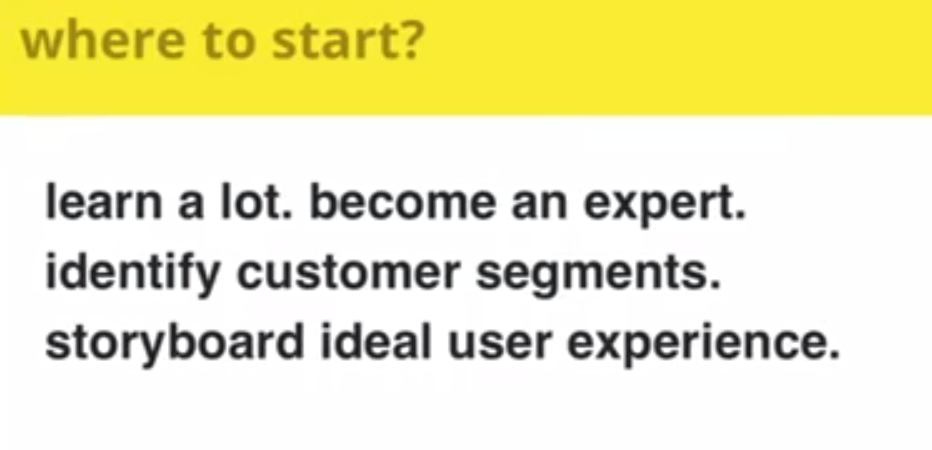 where to start?
learn a lot. become an expert.
identify customer segments.
storyboard ideal user experience.